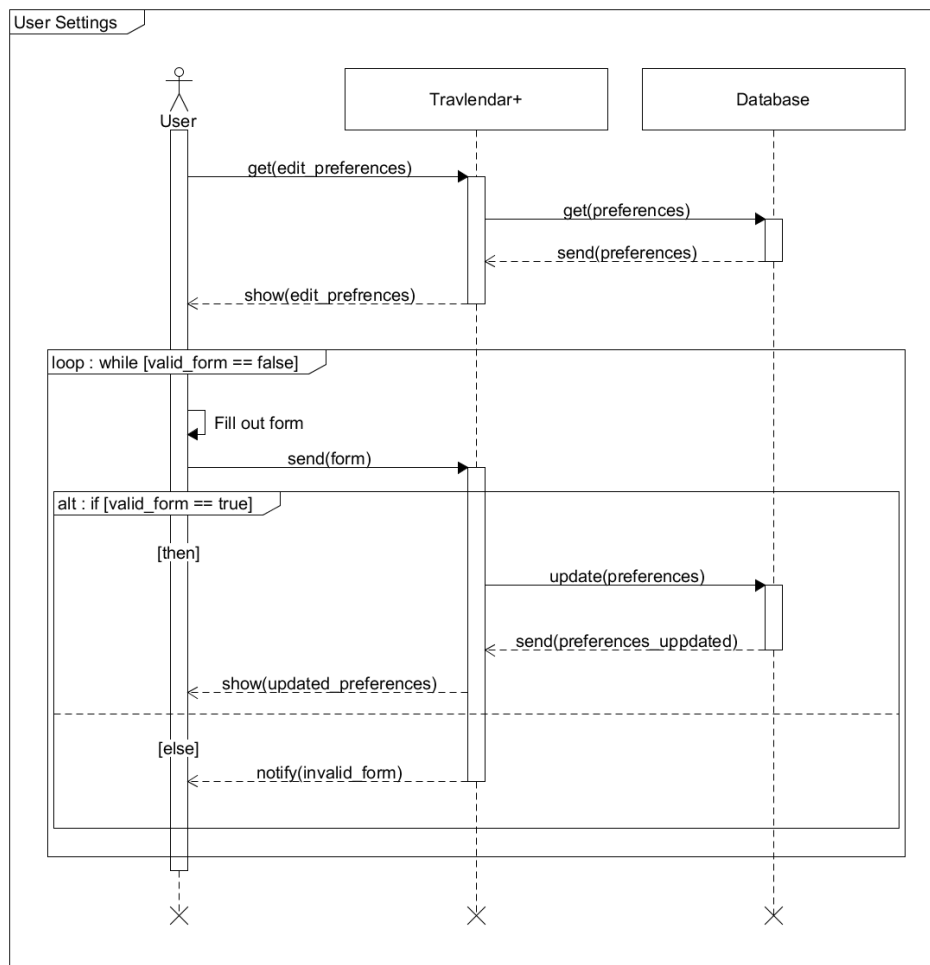 User Settings
User
Travlendar+
Database
get(edit_preferences)
get(preferences)
send(preferences)
show(edit_prefrences)
loop : while [valid_form == false]
Fill out form
send(form)
alt : if [valid_form == true]
[then]
update(preferences)
send(preferences_uppdated)
show(updated_preferences)
[else]
notify(invalid_form)